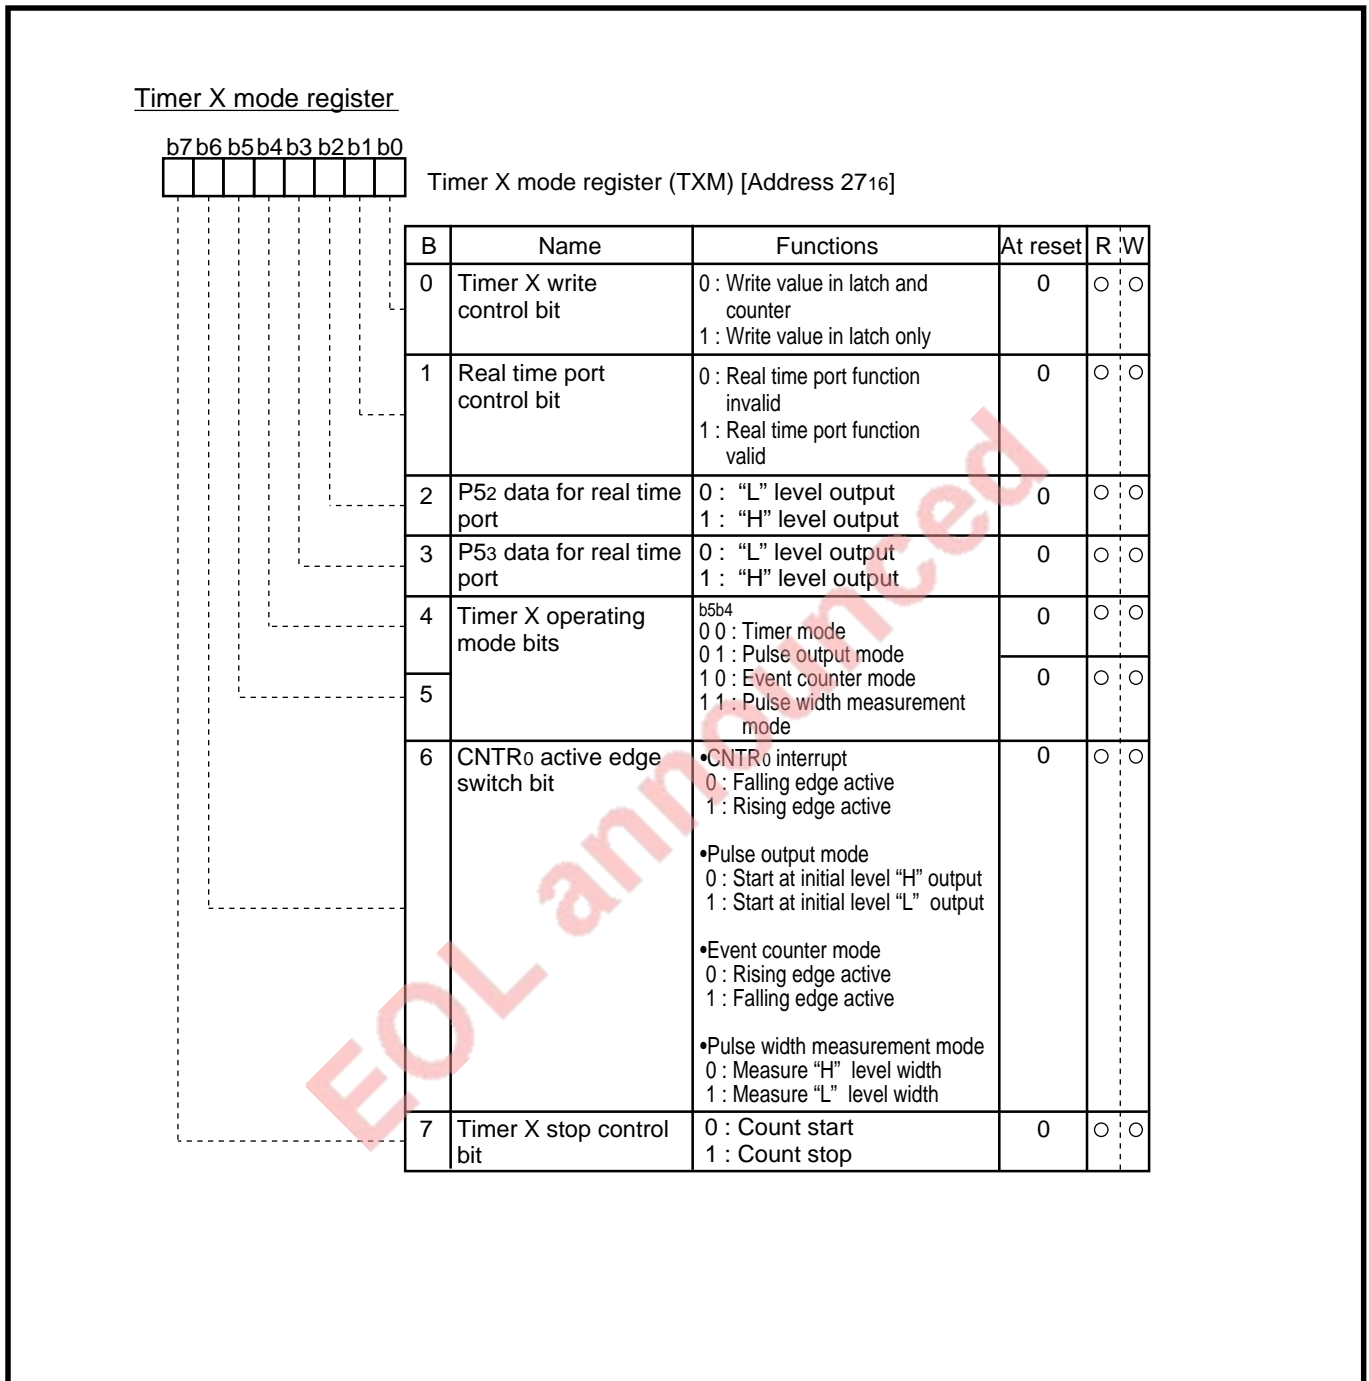 Timer X mode register
b7 b6 b5 b4 b3 b2 b1 b0
Timer X mode register (TXM) [Address 2716]
B Name Functions At reset R W
0 Timer X write control bit 0 : Write value in latch and counter 0 ○ ○
1 : Write value in latch only
1 Real time port control bit 0 : Real time port function invalid 0 ○ ○
1 : Real time port function valid
2 P52 data for real time port 0 : “L” level output 0 ○ ○
1 : “H” level output
3 P53 data for real time port 0 : “L” level output 0 ○ ○
1 : “H” level output
4 Timer X operating mode bits b5b4 0 ○ ○
0 0 : Timer mode
0 1 : Pulse output mode
5 1 0 : Event counter mode 0 ○ ○
1 1 : Pulse width measurement mode
6 CNTR0 active edge switch bit •CNTR0 interrupt 0 ○ ○
0 : Falling edge active
1 : Rising edge active
•Pulse output mode
0 : Start at initial level “H” output
1 : Start at initial level “L” output
•Event counter mode
0 : Rising edge active
1 : Falling edge active
•Pulse width measurement mode
0 : Measure “H” level width
1 : Measure “L” level width
7 Timer X stop control bit 0 : Count start 0 ○ ○
1 : Count stop
EOL announced